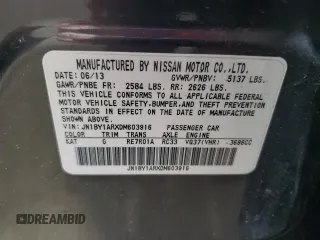 MANUFACTURED BY NISSAN MOTOR CO.,LTD.
DATE: 06/13 GVWR/PNBV: 5137 LBS.
GAWR/PNBE FR: 2584 LBS. RR: 2626 LBS.
THIS VEHICLE CONFORMS TO ALL APPLICABLE FEDERAL
MOTOR VEHICLE SAFETY, BUMPER, AND THEFT PREVENTION
STANDARDS IN EFFECT ON THE DATE OF MANUFACTURE
SHOWN ABOVE.
VIN: JN1BY1ARXDM603916 PASSENGER CAR
COLOR TRIM TRANS AXLE ENGINE
KAT G RE7R01A RC33 VQ37(VHR) -3696CC
JN1BY1ARXDM603916
DREAMBID
AUTOBIDCAR